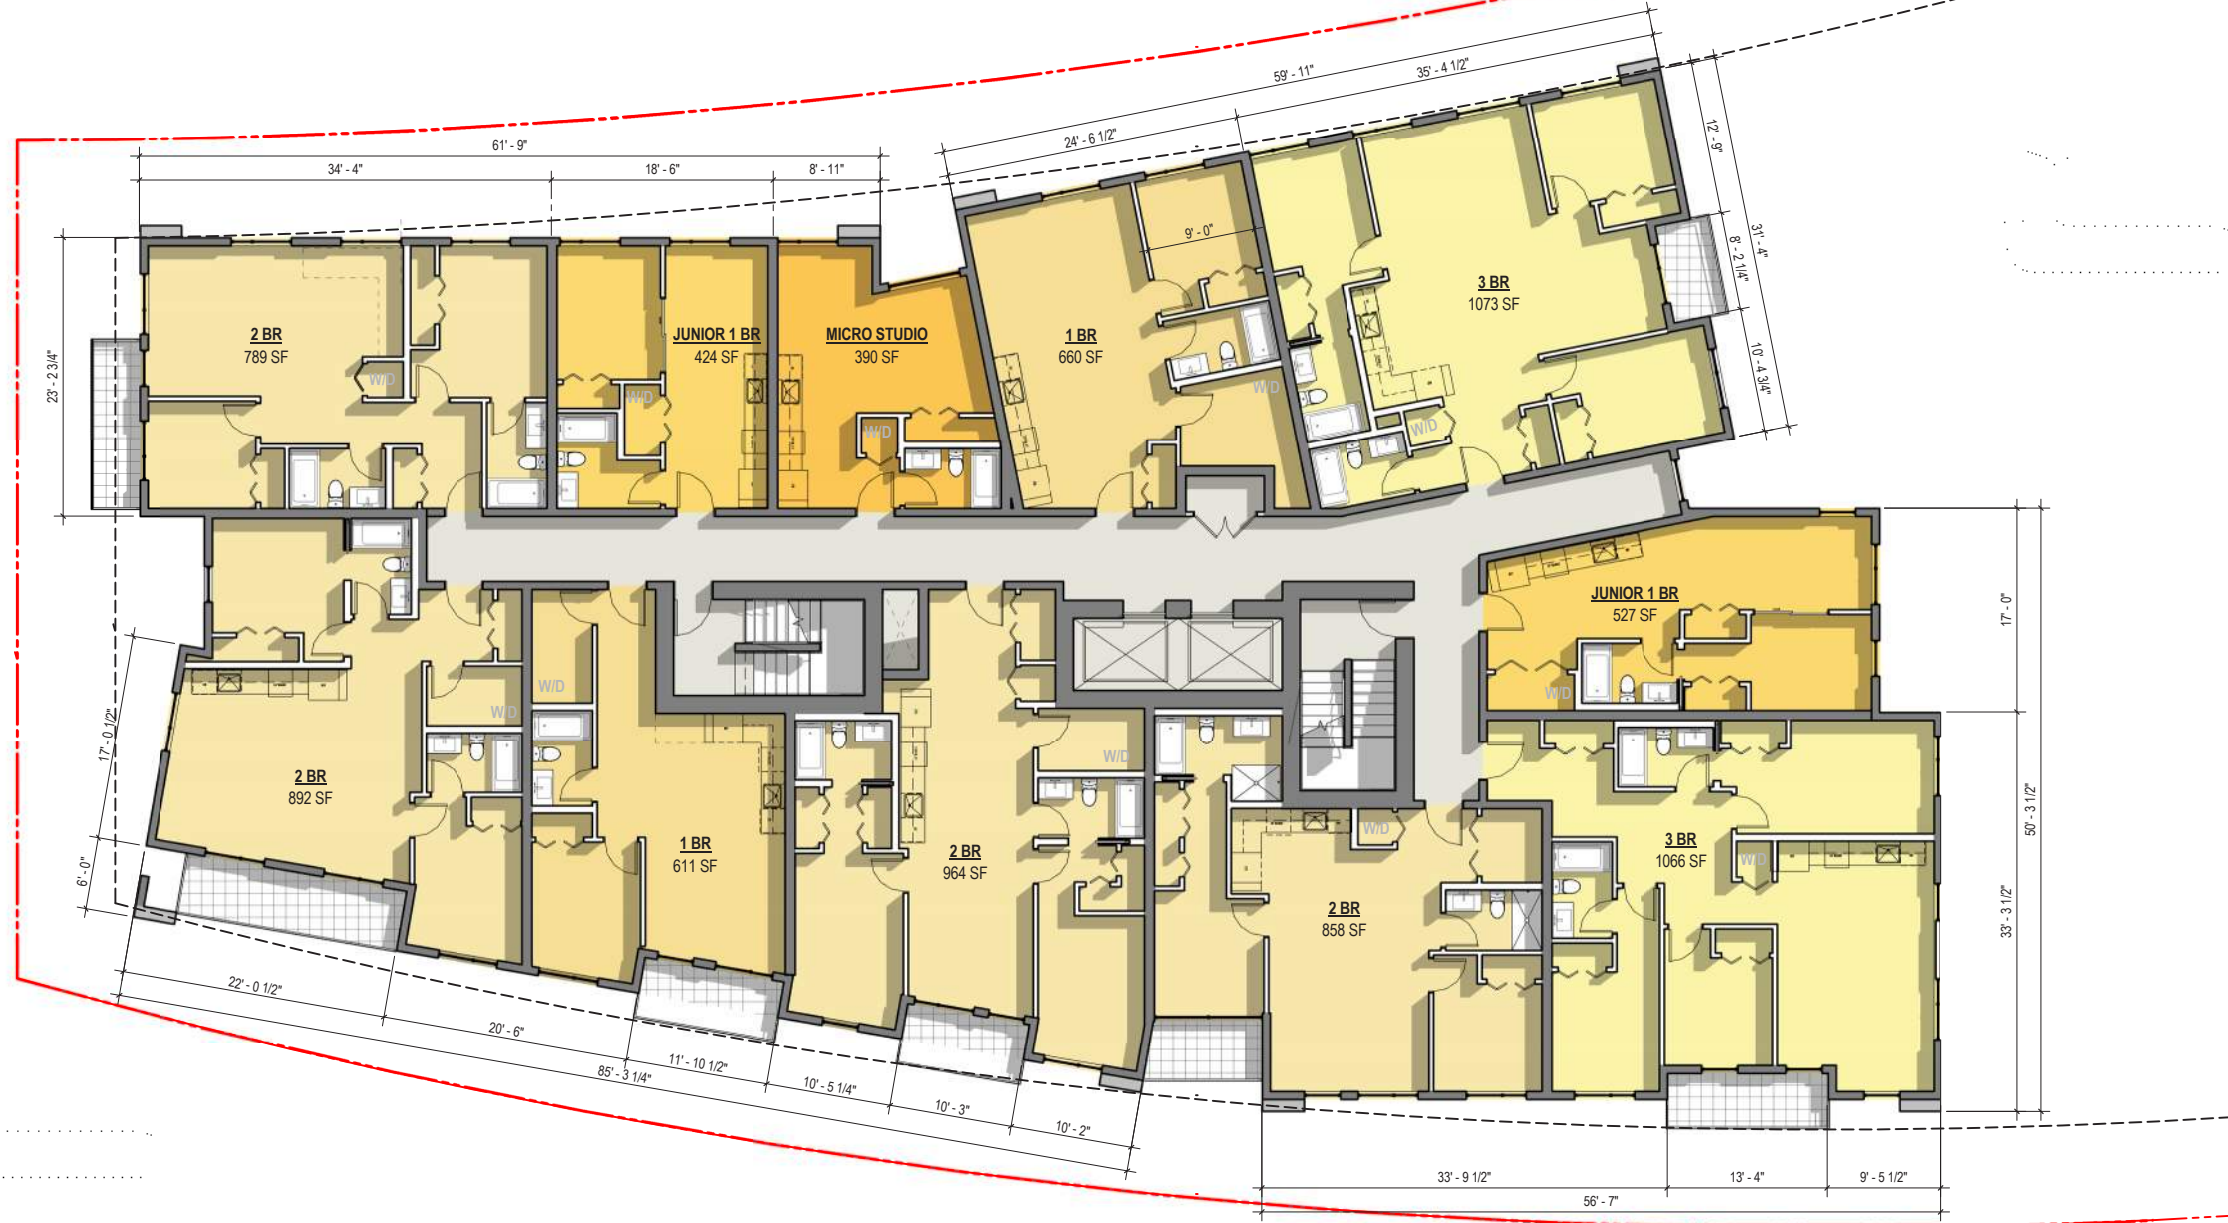 59' - 11"
35' - 4 1/2"
24' - 6 1/2"
61' - 9"
34' - 4"
18' - 6"
8' - 11"
12' - 9"
31' - 4"
8' - 2 1/4"
10' - 4 3/4"
9' - 0"
23' - 2 3/4"
2 BR
789 SF
W/D
JUNIOR 1 BR
424 SF
W/D
MICRO STUDIO
390 SF
W/D
1 BR
660 SF
W/D
3 BR
1073 SF
W/D
JUNIOR 1 BR
527 SF
W/D
17' - 0"
50' - 3 1/2"
33' - 3 1/2"
17' - 0 1/2"
6' - 0"
2 BR
892 SF
W/D
W/D
1 BR
611 SF
2 BR
964 SF
W/D
2 BR
858 SF
W/D
3 BR
1066 SF
W/D
22' - 0 1/2"
20' - 6"
11' - 10 1/2"
85' - 3 1/4"
10' - 5 1/4"
10' - 3"
10' - 2"
33' - 9 1/2"
13' - 4"
9' - 5 1/2"
56' - 7"